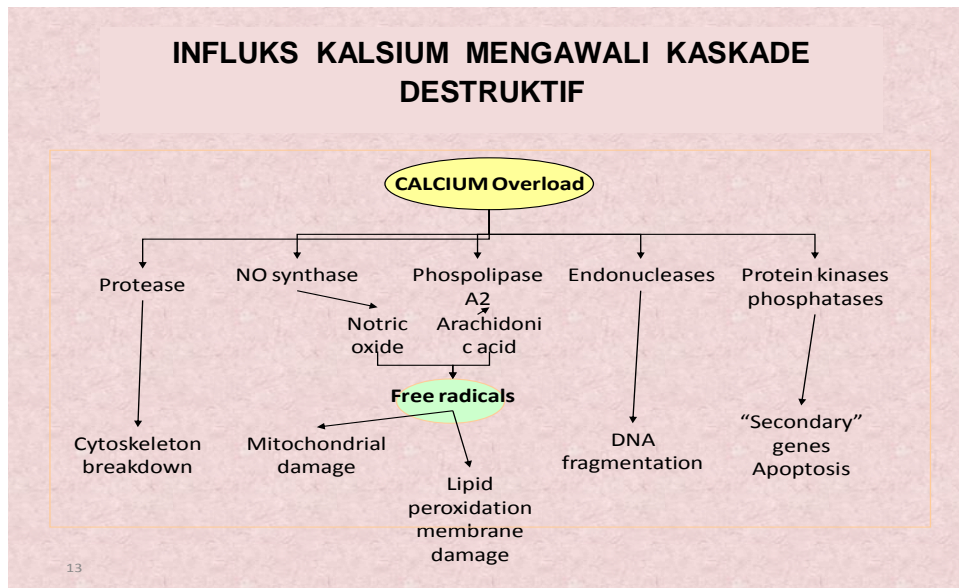 INFLUKS KALSIUM MENGAWALI KASKADE
DESTRUKTIF
CALCIUM Overload
Protease
NO synthase
Phospolipase
A2
Endonucleases
Protein kinases
phosphatases
Notric
oxide
Arachidoni
c acid
Free radicals
Cytoskeleton
breakdown
Mitochondrial
damage
Lipid
peroxidation
membrane
damage
DNA
fragmentation
“Secondary”
genes
Apoptosis
13